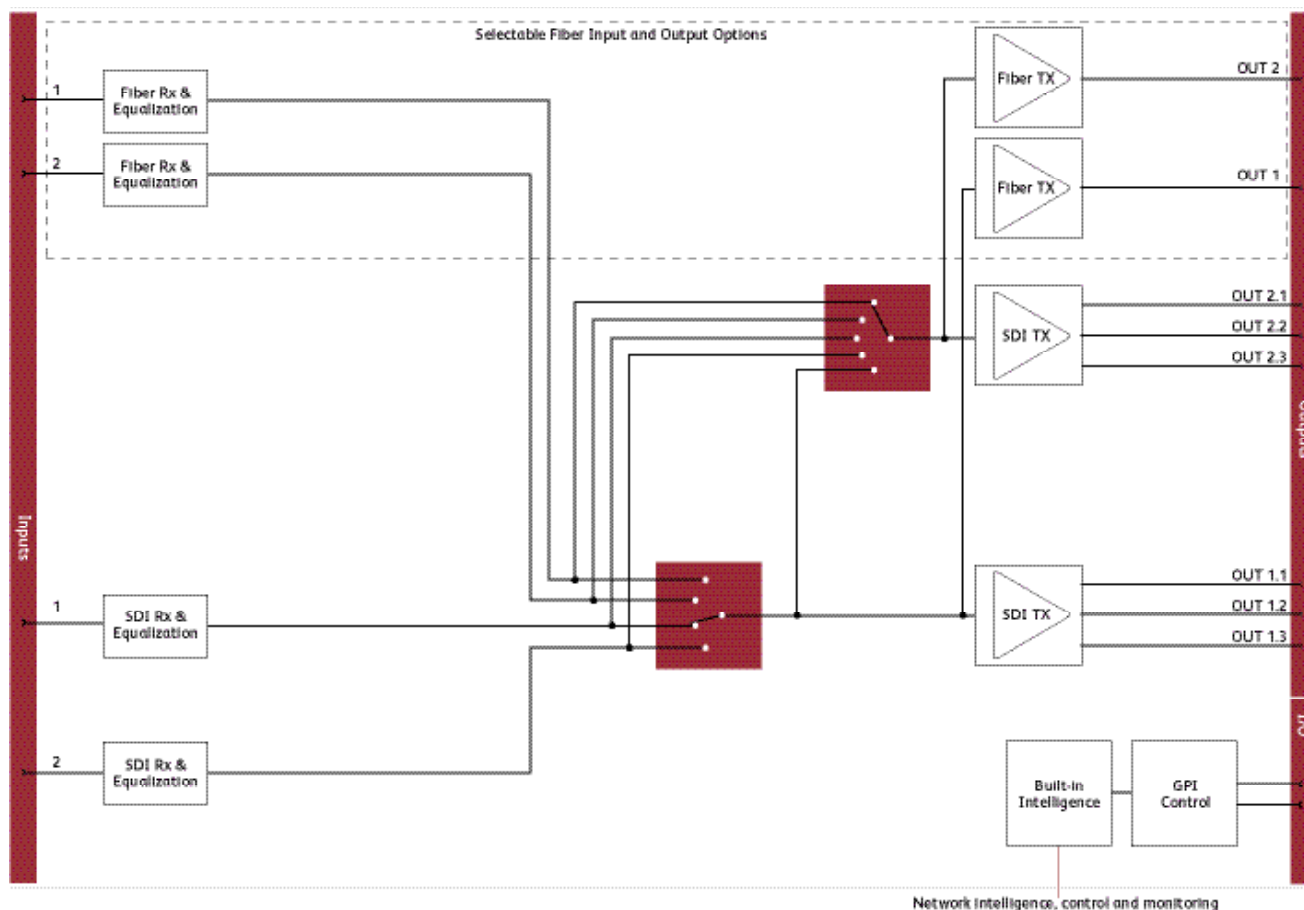 Selectable Fiber Input and Output Options
1
Fiber Rx &
Equalization
2
Fiber Rx &
Equalization
Fiber TX
OUT 2
Fiber TX
OUT 1
SDI TX
OUT 2.1
OUT 2.2
OUT 2.3
Inputs
1
SDI Rx &
Equalization
2
SDI Rx &
Equalization
SDI TX
OUT 1.1
OUT 1.2
OUT 1.3
Built-in
Intelligence
GPI
Control
Network intelligence, control and monitoring